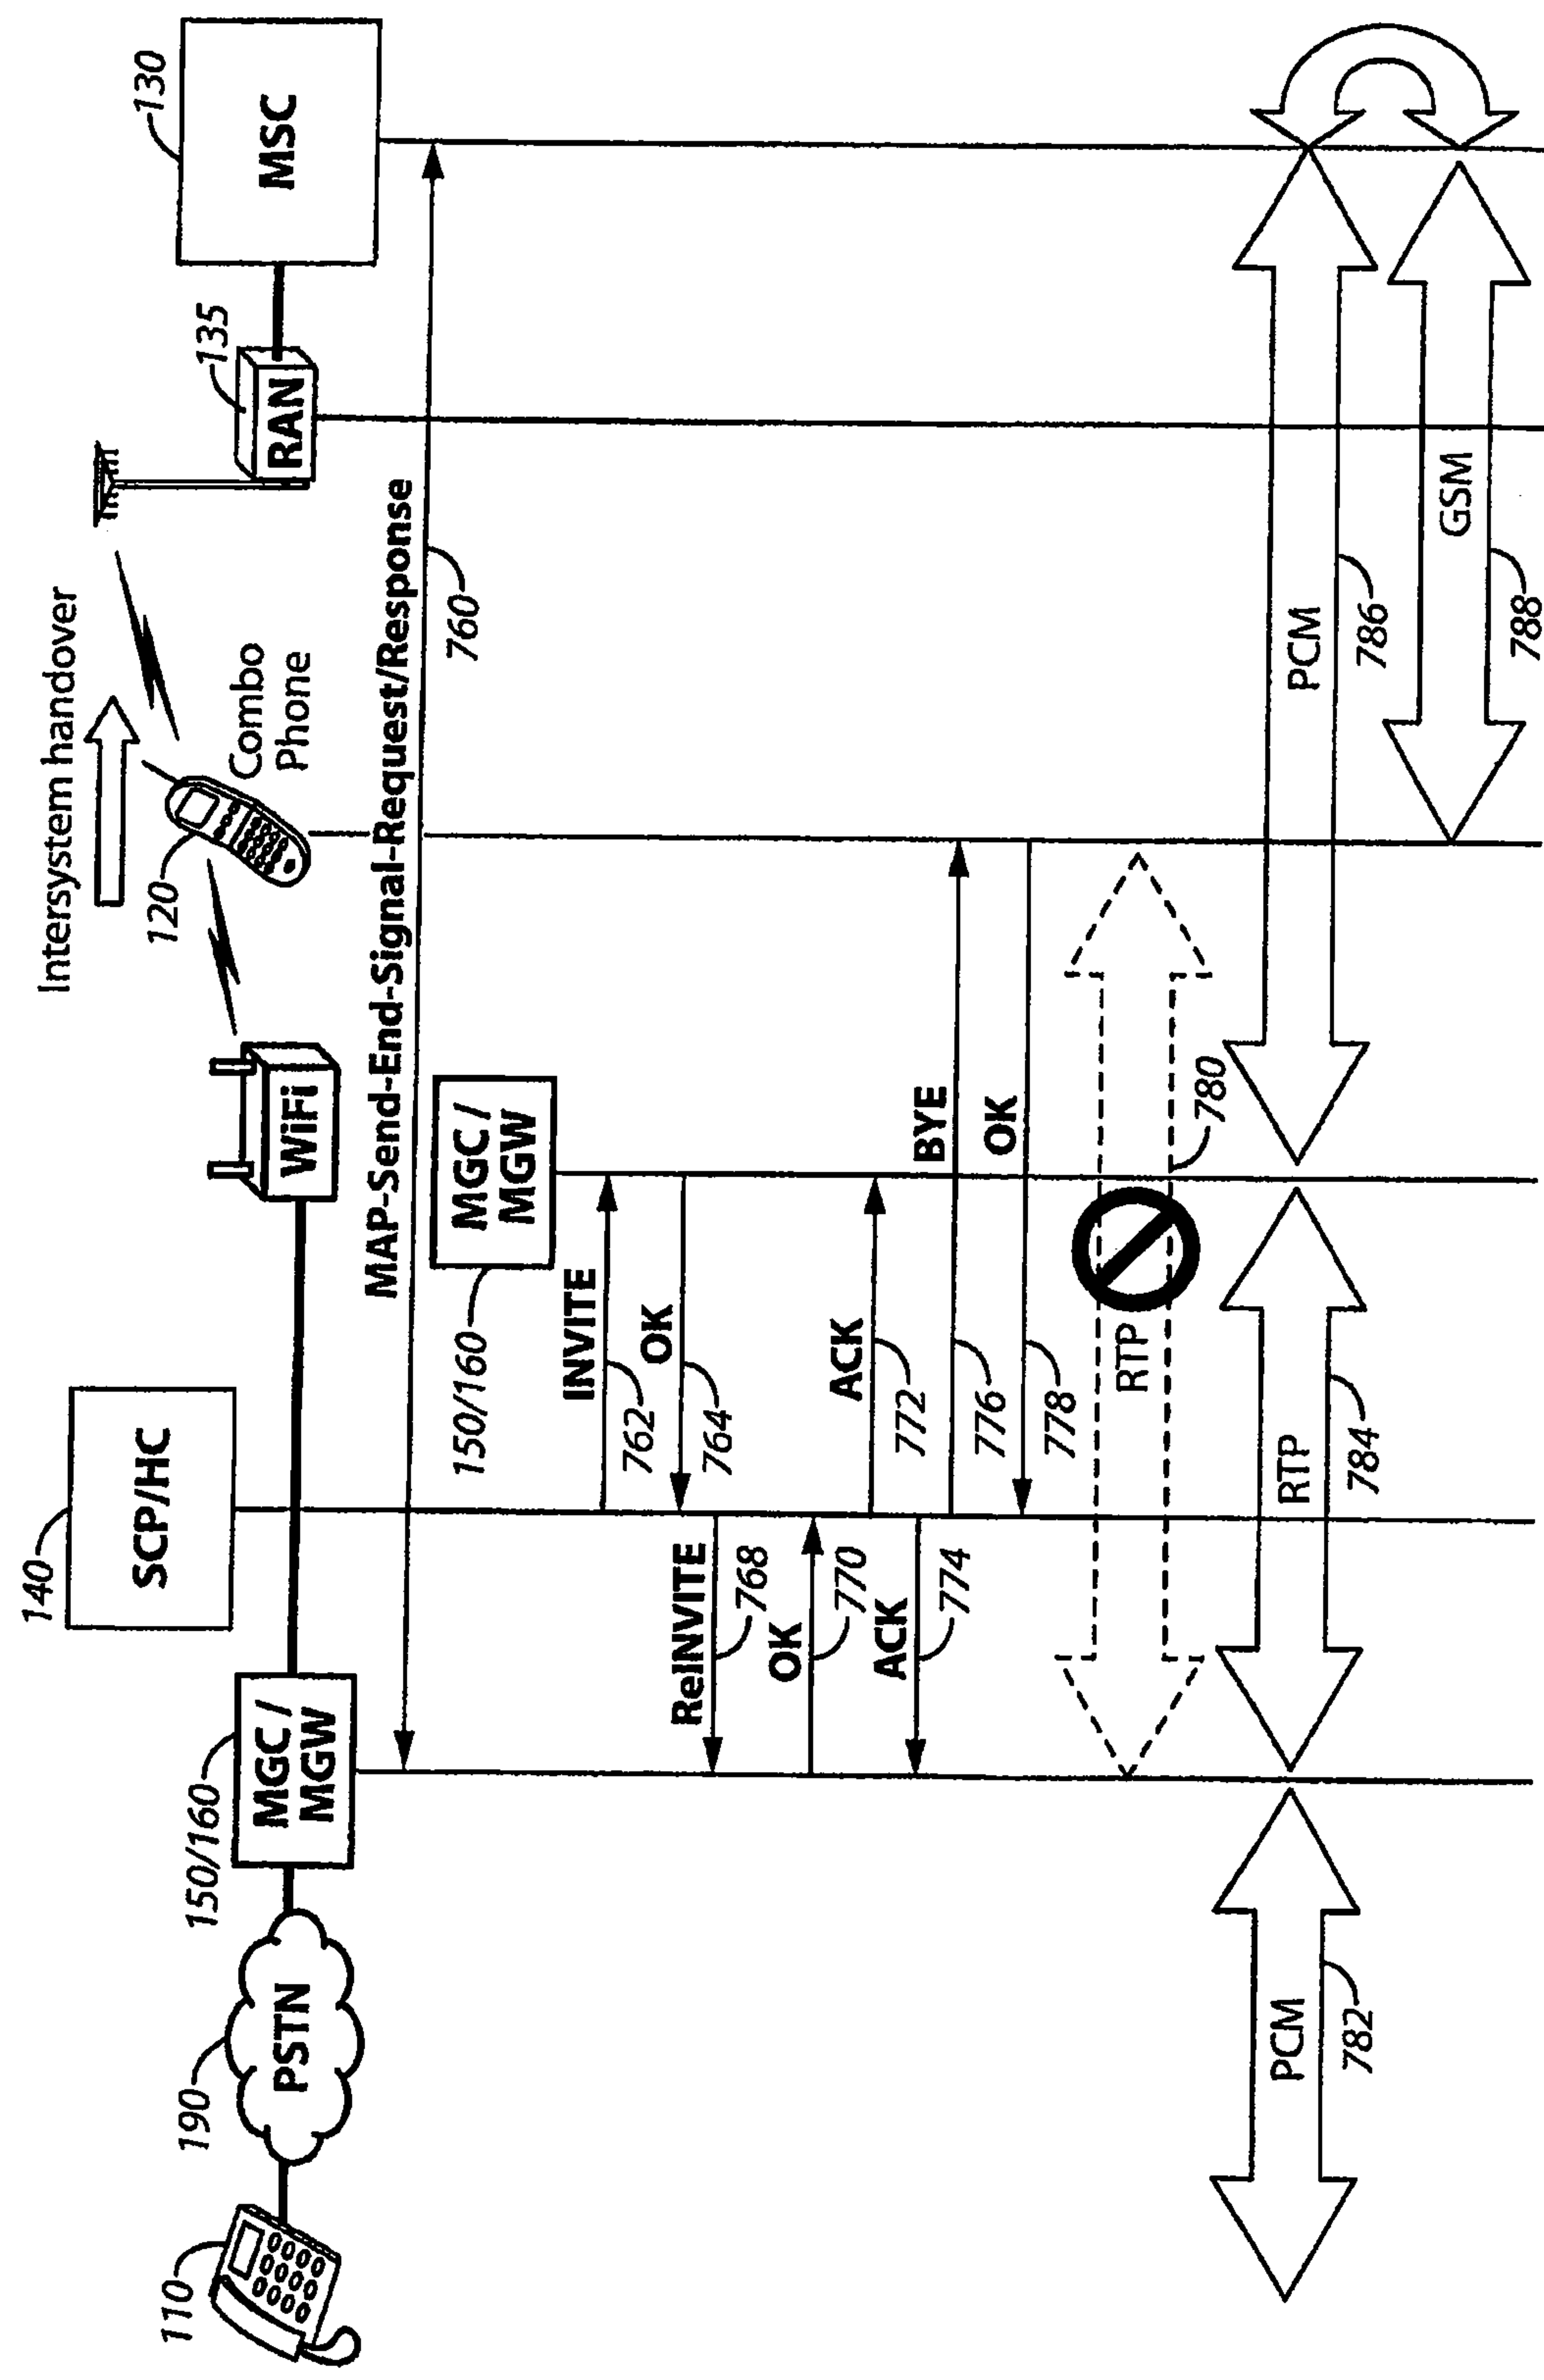 Intersystem handover
140
SCP/HC
130
MSC
135
RAN
120
Combo
Phone
WiFi
150/160
MGC /
MGW
190
PSTN
110
MAP-Send-End-Signal-Request/Response
760
MGC /
MGW
150/160
INVITE
762
OK
764
ReINVITE
768
OK
770
ACK
772
ACK
774
BYE
776
OK
778
RTP
780
PCM
782
RTP
784
PCM
786
GSM
788